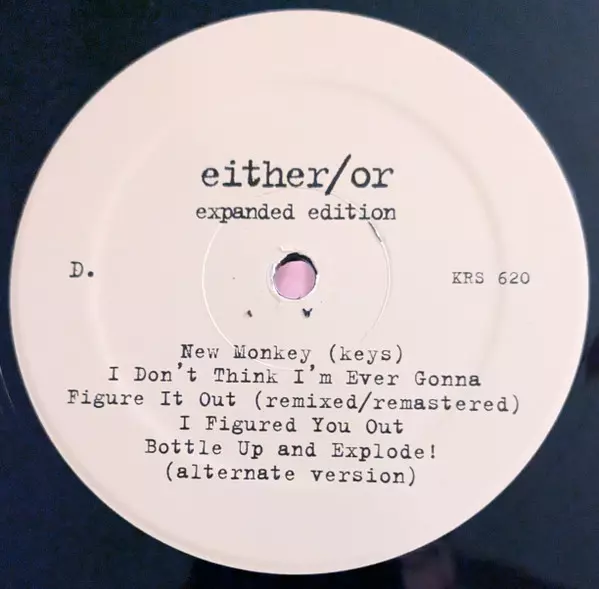 either/or
expanded edition
D.
KRS 620
New Monkey (keys)
I Don't Think I'm Ever Gonna
Figure It Out (remixed/remastered)
I Figured You Out
Bottle Up and Explode!
(alternate version)